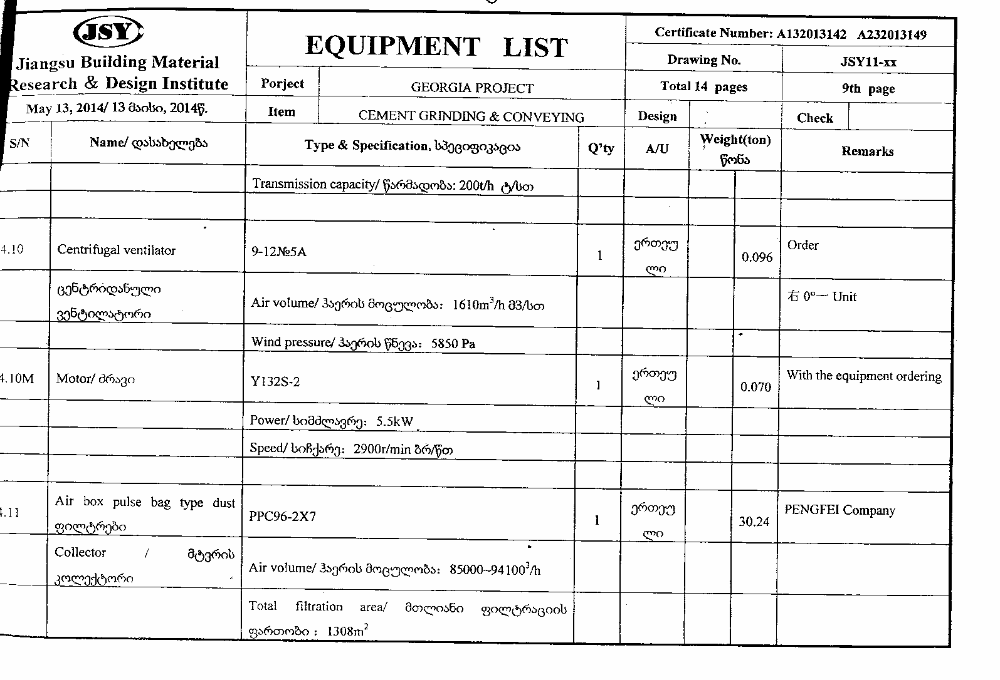 JSY
Jiangsu Building Material
Research & Design Institute
May 13, 2014/ 13 მაისი, 2014წ.
EQUIPMENT LIST
Porject GEORGIA PROJECT
Item CEMENT GRINDING & CONVEYING
Certificate Number: A132013142 A232013149
Drawing No. JSY11-xx
Total 14 pages 9th page
Design Check
S/N Name/ დასახელება Type & Specification, სპეციფიკაცია Q'ty A/U Weight(ton) წონა Remarks
Transmission capacity/ წარმადობა: 200t/h ტ/სთ
4.10 Centrifugal ventilator 9-12№5A 1 ერთეული 0.096 Order
ცენტრიდანული
ვენტილატორი
Air volume/ ჰაერის მოცულობა: 1610m³/h მ3/სთ
右 0°— Unit
Wind pressure/ ჰაერის წნევა: 5850 Pa
4.10M Motor/ ძრავი Y132S-2 1 ერთეული 0.070 With the equipment ordering
Power/ სიმძლავრე: 5.5kW
Speed/ სიჩქარე: 2900r/min ბრ/წთ
4.11 Air box pulse bag type dust
ფილტრები
PPC96-2X7 1 ერთეული 30.24 PENGFEI Company
Collector / მტვრის
კოლექტორი
Air volume/ ჰაერის მოცულობა: 85000~94100³/h
Total filtration area/ მთლიანი ფილტრაციის
ფართობი : 1308m²